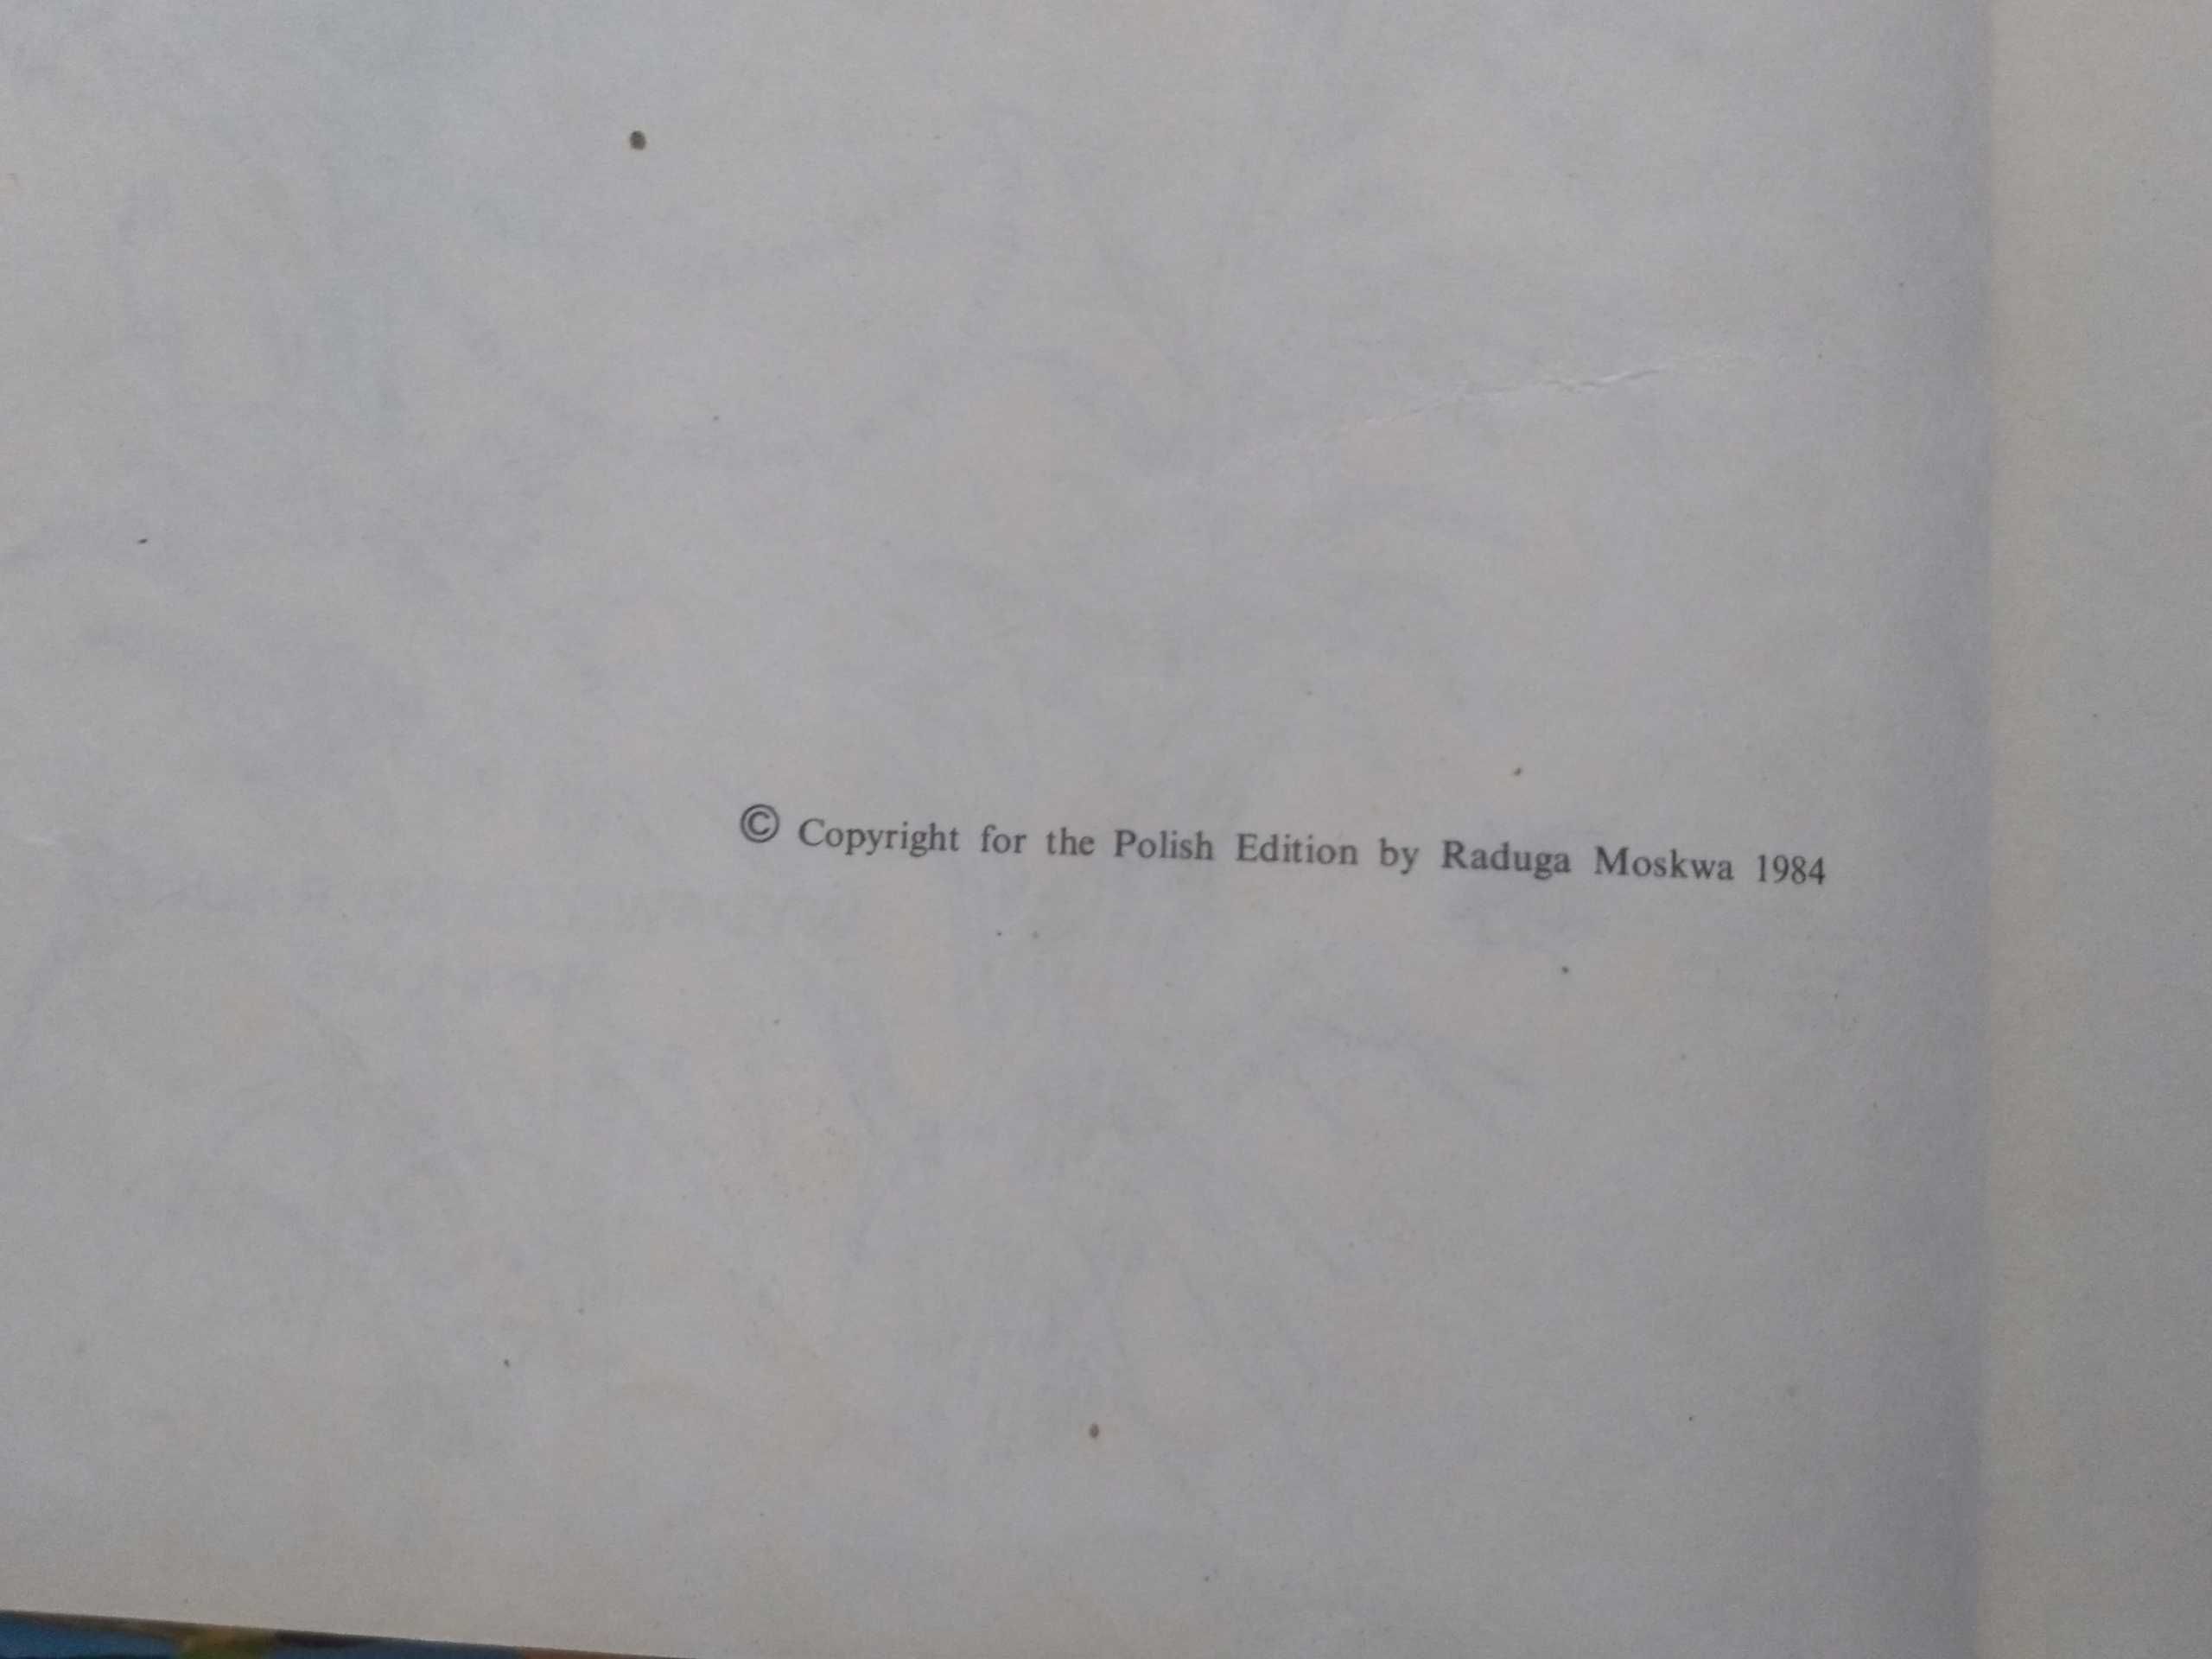 © Copyright for the Polish Edition by Raduga Moskwa 1984